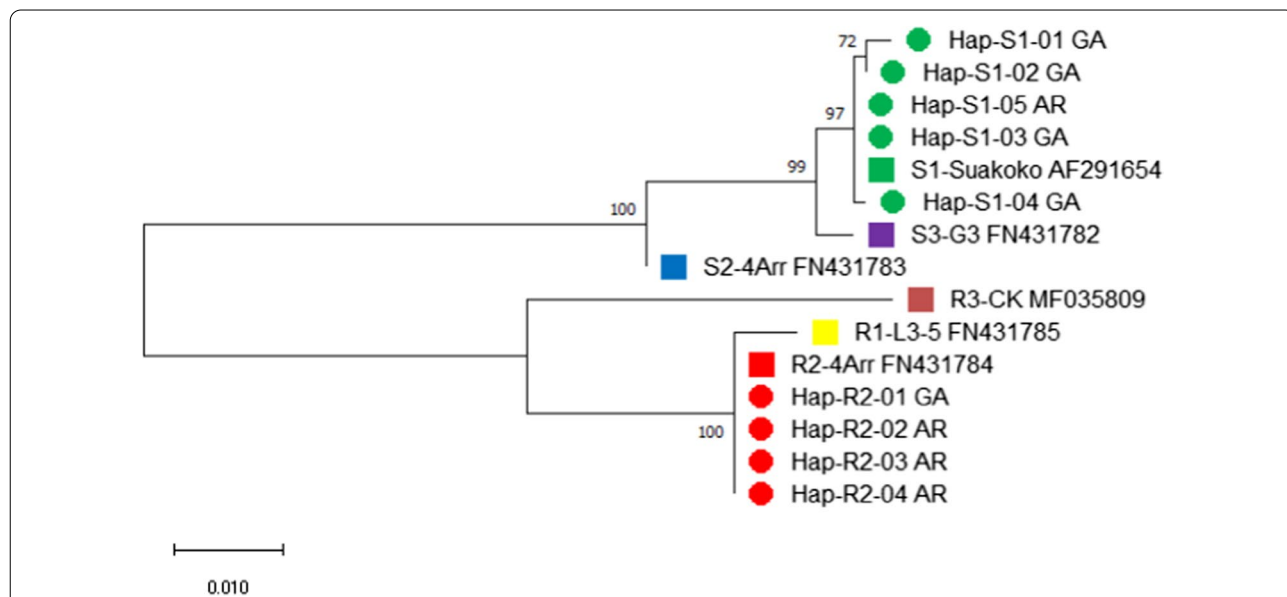 72
Hap-S1-01 GA
Hap-S1-02 GA
Hap-S1-05 AR
97
Hap-S1-03 GA
99
S1-Suakoko AF291654
Hap-S1-04 GA
100
S3-G3 FN431782
S2-4Arr FN431783
R3-CK MF035809
R1-L3-5 FN431785
R2-4Arr FN431784
Hap-R2-01 GA
Hap-R2-02 AR
100
Hap-R2-03 AR
Hap-R2-04 AR
0.010